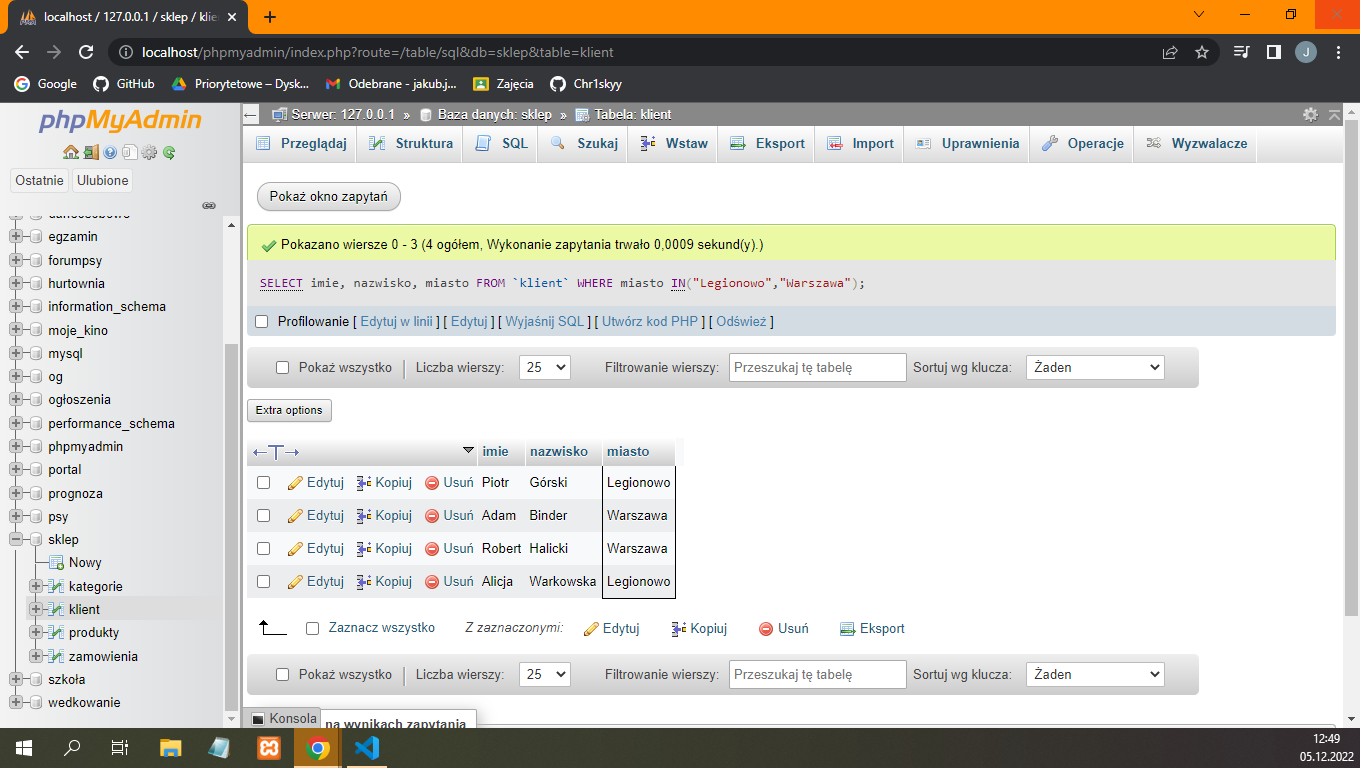 localhost / 127.0.0.1 / sklep / klie
localhost/phpmyadmin/index.php?route=/table/sql&db=sklep&table=klient
J
Google
GitHub
Priorytetowe – Dysk...
Odebrane - jakub.j...
Zajęcia
Chr1skyy
phpMyAdmin
Ostatnie
Ulubione
egzamin
forumpsy
hurtownia
information_schema
moje_kino
mysql
og
ogłoszenia
performance_schema
phpmyadmin
portal
prognoza
psy
sklep
Nowy
kategorie
klient
produkty
zamowienia
szkoła
wedkowanie
Serwer: 127.0.0.1 » Baza danych: sklep » Tabela: klient
Przeglądaj
Struktura
SQL
Szukaj
Wstaw
Eksport
Import
Uprawnienia
Operacje
Wyzwalacze
Pokaż okno zapytań
Pokazano wiersze 0 - 3 (4 ogółem, Wykonanie zapytania trwało 0,0009 sekund(y).)
SELECT imie, nazwisko, miasto FROM `klient` WHERE miasto IN("Legionowo","Warszawa");
Profilowanie [ Edytuj w linii ] [ Edytuj ] [ Wyjaśnij SQL ] [ Utwórz kod PHP ] [ Odśwież ]
Pokaż wszystko | Liczba wierszy: 25 Filtrowanie wierszy: Przeszukaj tę tabelę Sortuj wg klucza: Żaden
Extra options
←T→ imie nazwisko miasto
Edytuj Kopiuj Usuń Piotr Górski Legionowo
Edytuj Kopiuj Usuń Adam Binder Warszawa
Edytuj Kopiuj Usuń Robert Halicki Warszawa
Edytuj Kopiuj Usuń Alicja Warkowska Legionowo
Zaznacz wszystko Z zaznaczonymi: Edytuj Kopiuj Usuń Eksport
Pokaż wszystko | Liczba wierszy: 25 Filtrowanie wierszy: Przeszukaj tę tabelę Sortuj wg klucza: Żaden
Konsola
na wynikach zapytania
12:49
05.12.2022